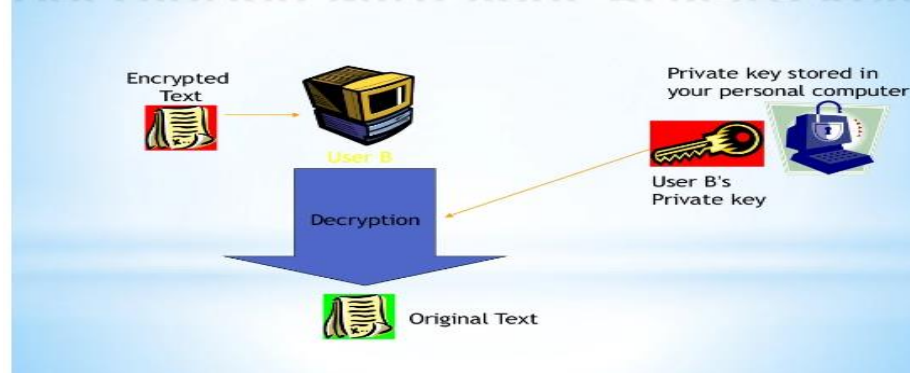 Encrypted
Text
User B
Private key stored in
your personal computer
User B's
Private key
Decryption
Original Text